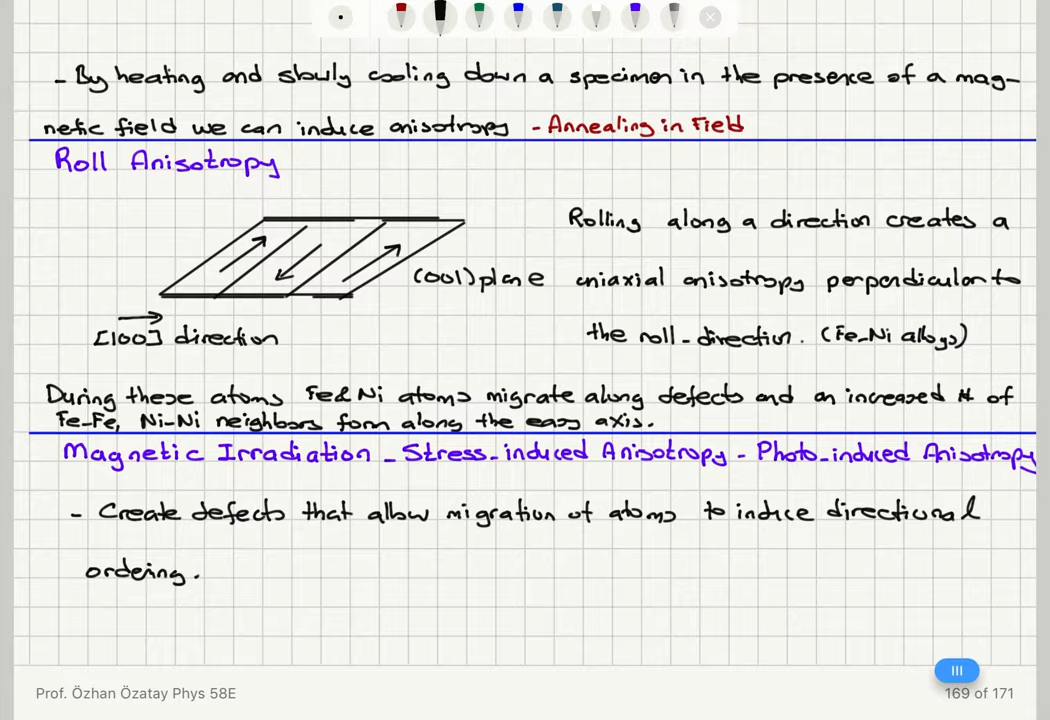 - By heating and slowly cooling down a specimen in the presence of a mag-
netic field we can induce anisotropy - Annealing in Field
Roll Anisotropy
Rolling along a direction creates a
(001) plane uniaxial anisotropy perpendicular to
[100] direction the roll-direction. (Fe-Ni alloys)
During these atoms Fe & Ni atoms migrate along defects and an increased # of
Fe-Fe, Ni-Ni neighbors form along the easy axis.
Magnetic Irradiation - Stress-induced Anisotropy - Photo-induced Anisotropy
- Create defects that allow migration of atoms to induce directional
ordering.
III
Prof. Özhan Özatay Phys 58E 169 of 171